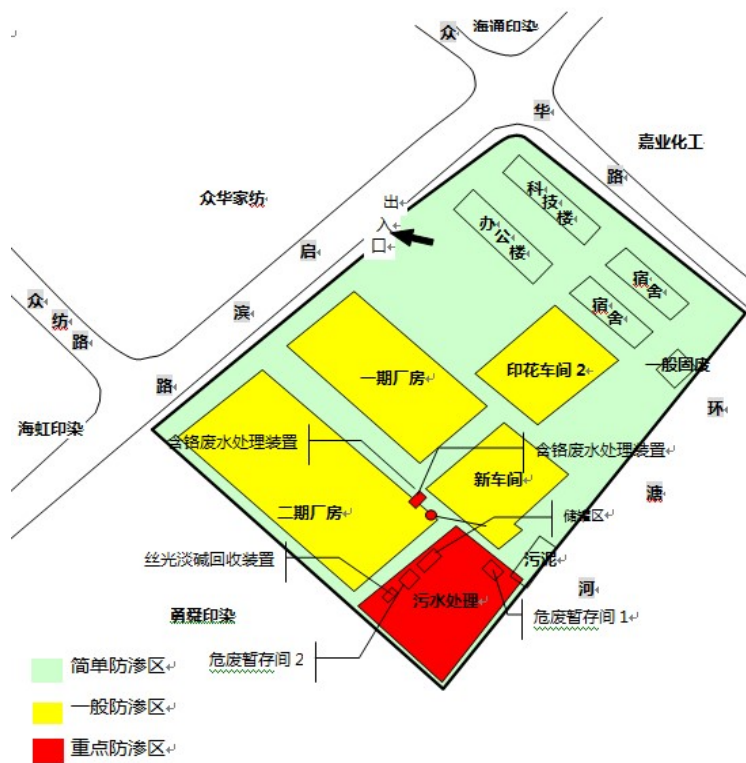 众
海涌印染
华
路
嘉业化工
众华家纺
出
入
口
科
技
楼
办
公
楼
启
宿
舍
宿
舍
众
纺
路
滨
路
一期厂房
印花车间 2
一般固废
环
海虹印染
含铬废水处理装置
含铬废水处理装置
新车间
溏
二期厂房
储罐区
丝光淡碱回收装置
污泥
河
勇舜印染
污水处理
危废暂存间 1
危废暂存间 2
简单防渗区
一般防渗区
重点防渗区